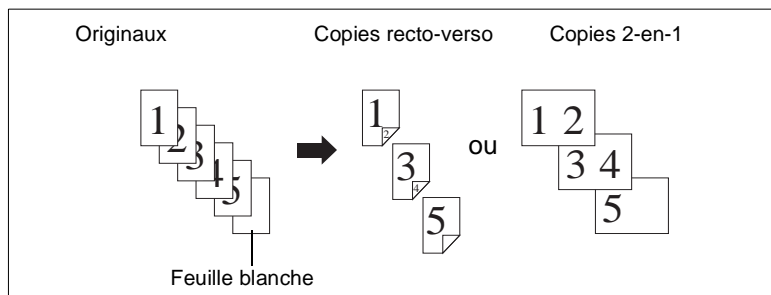 Originaux Copies recto-verso Copies 2-en-1
1 2 3 4 5
1 2 3 4 5
ou
1 2
3 4
5
Feuille blanche